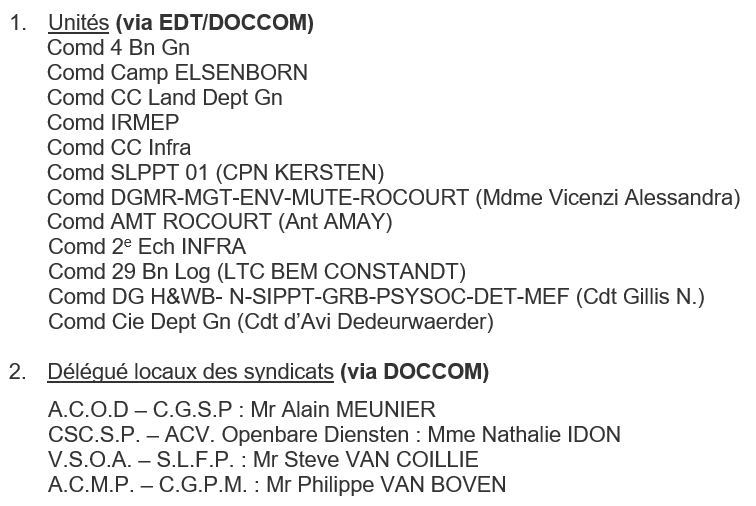 1. Unités (via EDT/DOCCOM)
Comd 4 Bn Gn
Comd Camp ELSENBORN
Comd CC Land Dept Gn
Comd IRMEP
Comd CC Infra
Comd SLPPT 01 (CPN KERSTEN)
Comd DGMR-MGT-ENV-MUTE-ROCOURT (Mdme Vicenzi Alessandra)
Comd AMT ROCOURT (Ant AMAY)
Comd 2e Ech INFRA
Comd 29 Bn Log (LTC BEM CONSTANDT)
Comd DG H&WB- N-SIPPT-GRB-PSYSOC-DET-MEF (Cdt Gillis N.)
Comd Cie Dept Gn (Cdt d’Avi Dedeurwaerder)
2. Délégué locaux des syndicats (via DOCCOM)
A.C.O.D – C.G.S.P : Mr Alain MEUNIER
CSC.S.P. – ACV. Openbare Diensten : Mme Nathalie IDON
V.S.O.A. – S.L.F.P. : Mr Steve VAN COILLIE
A.C.M.P. – C.G.P.M. : Mr Philippe VAN BOVEN